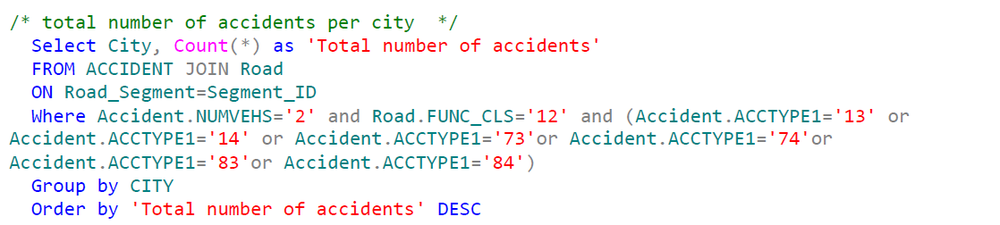 /* total number of accidents per city  */
Select City, Count(*) as 'Total number of accidents'
FROM ACCIDENT JOIN Road
ON Road_Segment=Segment_ID
Where Accident.NUMVEHS='2' and Road.FUNC_CLS='12' and (Accident.ACCTYPE1='13' or
Accident.ACCTYPE1='14' or Accident.ACCTYPE1='73'or Accident.ACCTYPE1='74'or
Accident.ACCTYPE1='83'or Accident.ACCTYPE1='84')
Group by CITY
Order by 'Total number of accidents' DESC